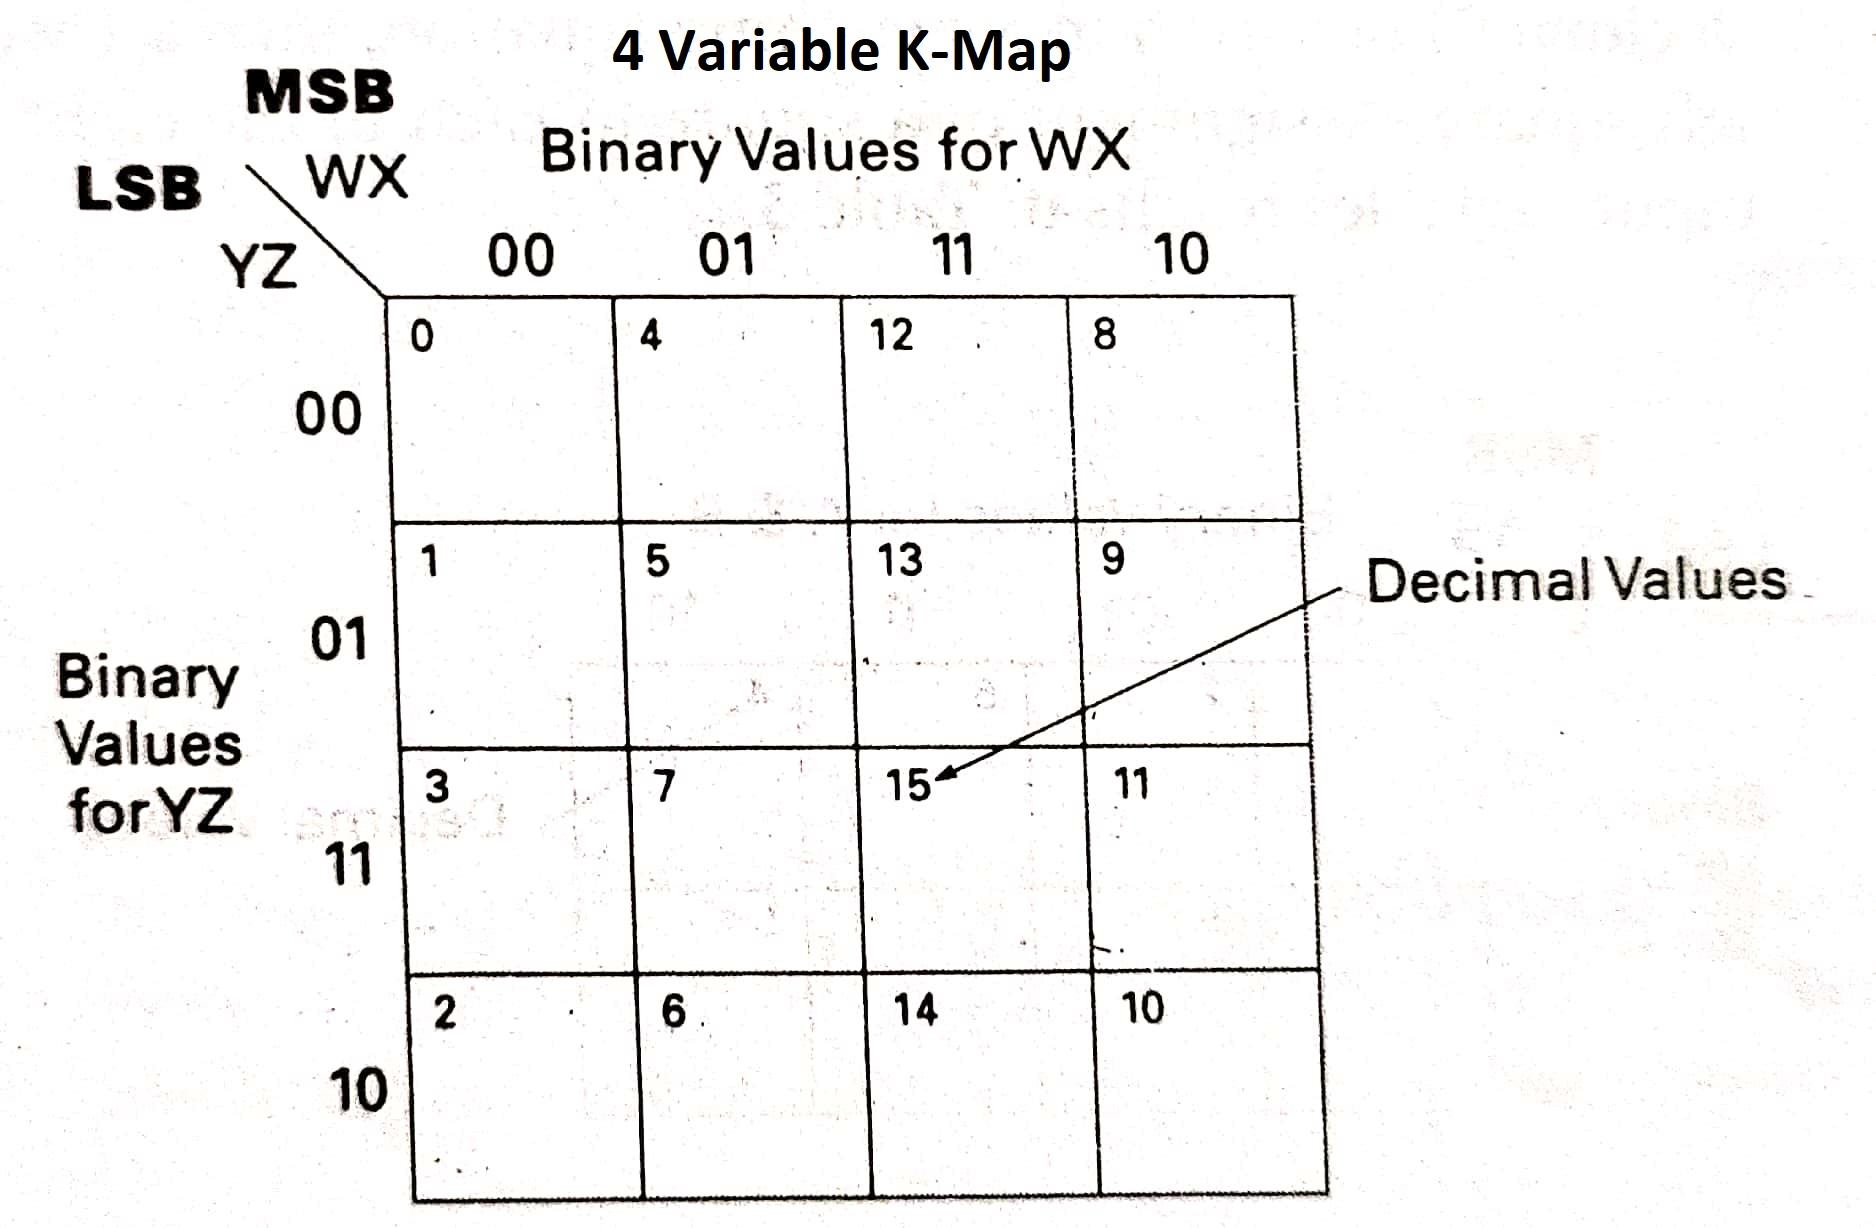 4 Variable K-Map
MSB
Binary Values for WX
WX
LSB
YZ
00 01 11 10
0 4 12 8
00
1 5 13 9
Decimal Values
01
Binary
Values
for YZ
3 7 15 11
11
2 6 14 10
10